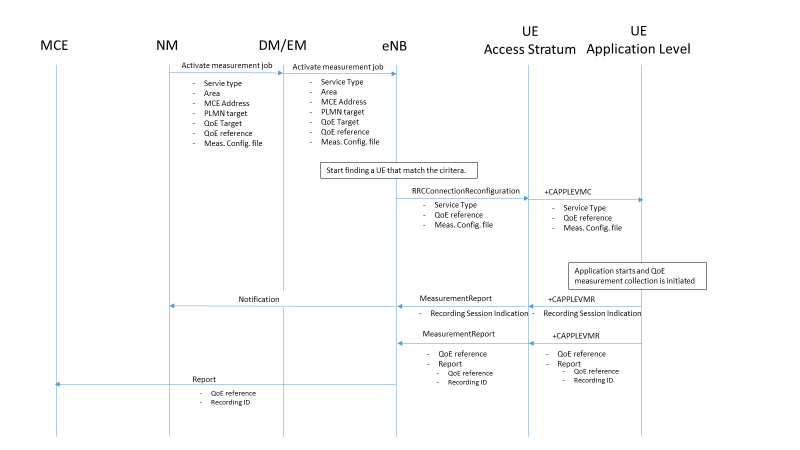 MCE
NM
DM/EM
eNB
UE
Access Stratum
UE
Application Level
Activate measurement job
- Servie type
- Area
- MCE Address
- PLMN target
- QoE Target
- QoE reference
- Meas. Config. file
Activate measurement job
- Service Type
- Area
- MCE Address
- PLMN target
- QoE Target
- QoE reference
- Meas. Config. file
Start finding a UE that match the ciritera.
RRCConnectionReconfiguration
- Service Type
- QoE reference
- Meas. Config. file
+CAPPLEVMC
- Service Type
- QoE reference
- Meas. Config. file
Application starts and QoE
measurement collection is initiated
+CAPPLEVMR
- Recording Session Indication
MeasurementReport
- Recording Session Indication
Notification
+CAPPLEVMR
- QoE reference
- Report
- QoE reference
- Recording ID
MeasurementReport
- QoE reference
- Report
- QoE reference
- Recording ID
Report
- QoE reference
- Recording ID